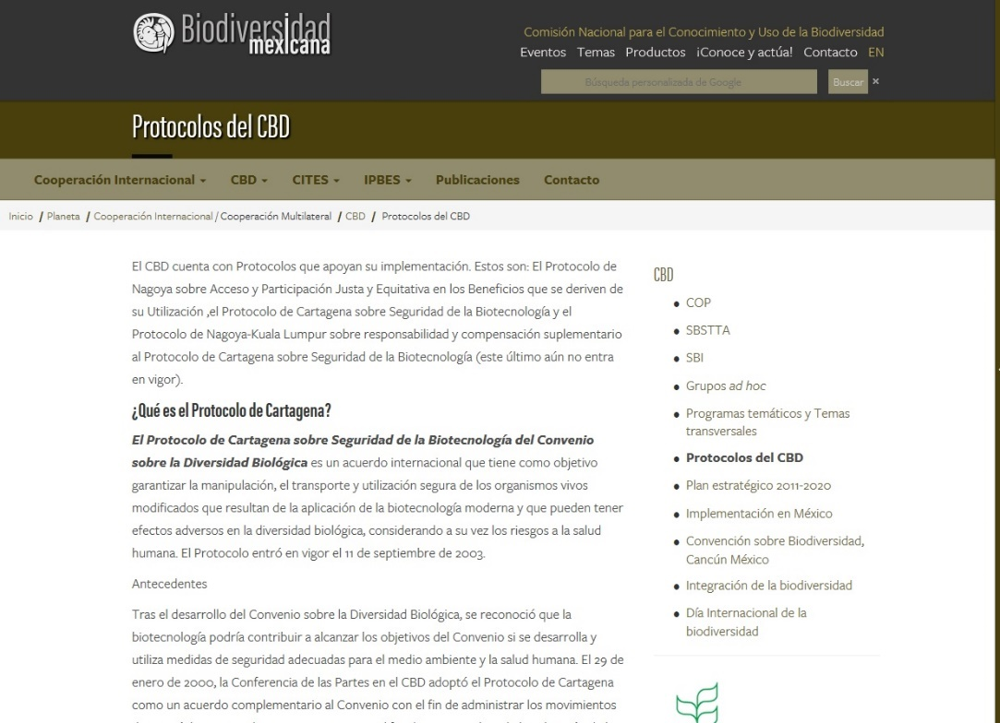 Biodiversidad
mexicana
Comisión Nacional para el Conocimiento y Uso de la Biodiversidad
Eventos Temas Productos ¡Conoce y actúa! Contacto EN
Búsqueda personalizada de Google Buscar ×
Protocolos del CBD
Cooperación Internacional CBD CITES IPBES Publicaciones Contacto
Inicio / Planeta / Cooperación Internacional / Cooperación Multilateral / CBD / Protocolos del CBD
El CBD cuenta con Protocolos que apoyan su implementación. Estos son: El Protocolo de
Nagoya sobre Acceso y Participación Justa y Equitativa en los Beneficios que se deriven de
su Utilización ,el Protocolo de Cartagena sobre Seguridad de la Biotecnología y el
Protocolo de Nagoya-Kuala Lumpur sobre responsabilidad y compensación suplementario
al Protocolo de Cartagena sobre Seguridad de la Biotecnología (este último aún no entra
en vigor).
¿Qué es el Protocolo de Cartagena?
El Protocolo de Cartagena sobre Seguridad de la Biotecnología del Convenio
sobre la Diversidad Biológica es un acuerdo internacional que tiene como objetivo
garantizar la manipulación, el transporte y utilización segura de los organismos vivos
modificados que resultan de la aplicación de la biotecnología moderna y que pueden tener
efectos adversos en la diversidad biológica, considerando a su vez los riesgos a la salud
humana. El Protocolo entró en vigor el 11 de septiembre de 2003.
Antecedentes
Tras el desarrollo del Convenio sobre la Diversidad Biológica, se reconoció que la
biotecnología podría contribuir a alcanzar los objetivos del Convenio si se desarrolla y
utiliza medidas de seguridad adecuadas para el medio ambiente y la salud humana. El 29 de
enero de 2000, la Conferencia de las Partes en el CBD adoptó el Protocolo de Cartagena
como un acuerdo complementario al Convenio con el fin de administrar los movimientos
CBD
COP
SBSTTA
SBI
Grupos ad hoc
Programas temáticos y Temas
transversales
Protocolos del CBD
Plan estratégico 2011-2020
Implementación en México
Convención sobre Biodiversidad,
Cancún México
Integración de la biodiversidad
Día Internacional de la
biodiversidad